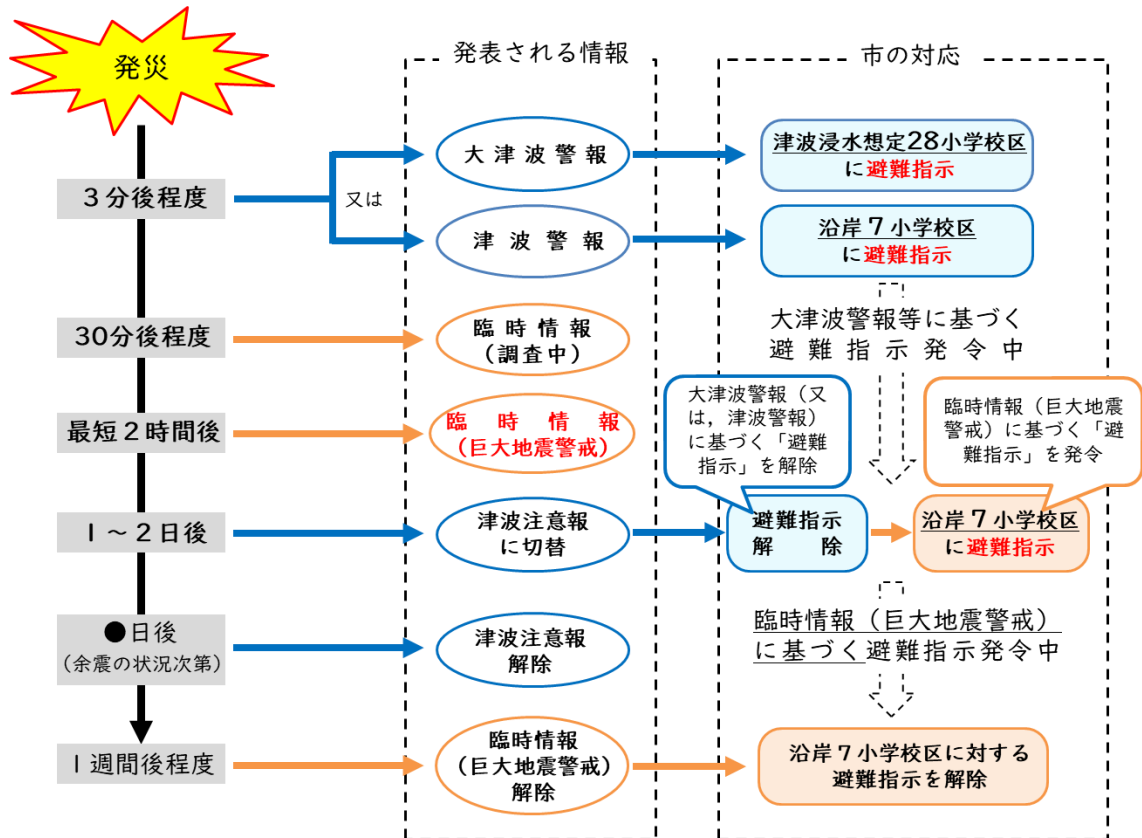 発災
発表される情報
市の対応
3分後程度
又は
大津波警報
津波浸水想定28小学校区
に避難指示
津波警報
沿岸7小学校区
に避難指示
30分後程度
臨時情報
（調査中）
大津波警報等に基づく
避難指示発令中
最短2時間後
臨時情報
（巨大地震警戒）
大津波警報（又
は，津波警報）
に基づく「避難
指示」を解除
臨時情報（巨大地震
警戒）に基づく「避
難指示」を発令
1～2日後
津波注意報
に切替
避難指示
解除
沿岸7小学校区
に避難指示
●日後
（余震の状況次第）
津波注意報
解除
臨時情報（巨大地震警戒）
に基づく避難指示発令中
1週間後程度
臨時情報
（巨大地震警戒）
解除
沿岸7小学校区に対する
避難指示を解除